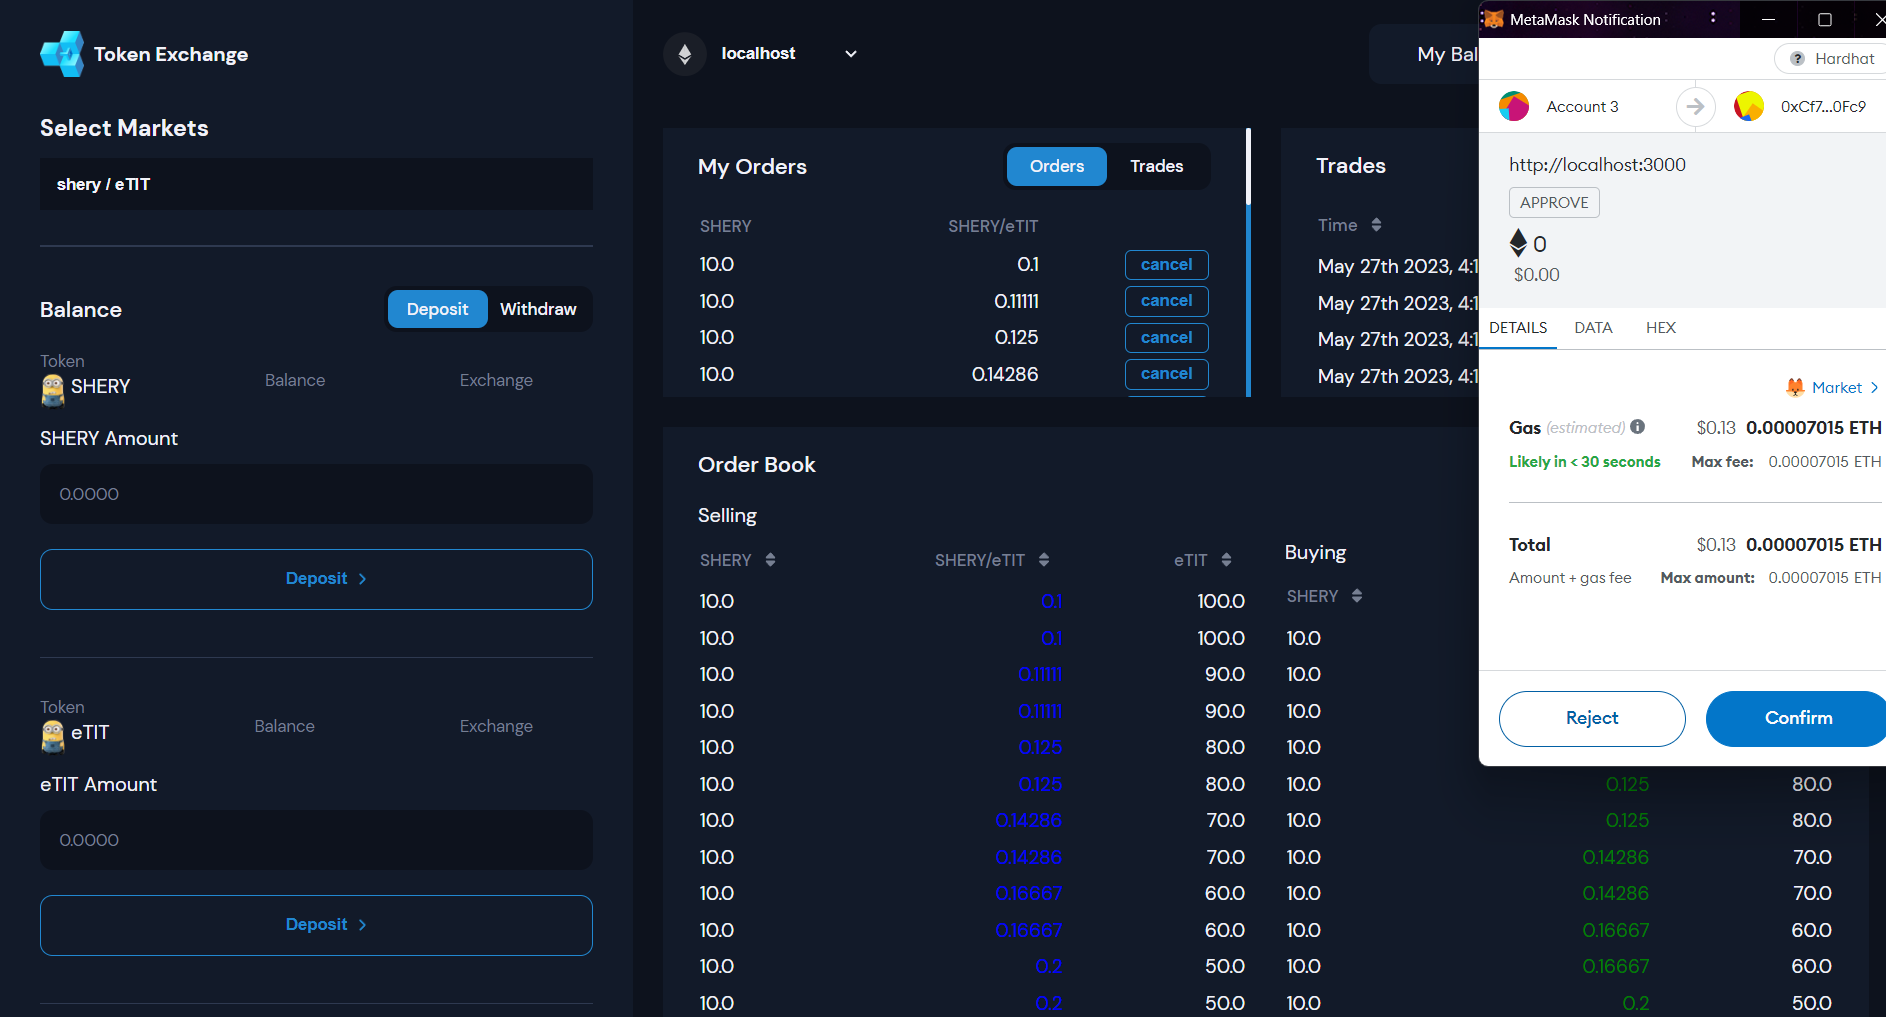 Token Exchange
Select Markets
shery / eTIT
Balance
Deposit Withdraw
Token
SHERY Balance Exchange
SHERY Amount
0.0000
Deposit >
Token
eTIT Balance Exchange
eTIT Amount
0.0000
Deposit >
localhost
My Bal
My Orders Orders Trades
SHERY SHERY/eTIT
10.0 0.1 cancel
10.0 0.11111 cancel
10.0 0.125 cancel
10.0 0.14286 cancel
Trades
Time
May 27th 2023, 4:1
May 27th 2023, 4:1
May 27th 2023, 4:1
May 27th 2023, 4:1
Order Book
Selling
SHERY SHERY/eTIT eTIT
10.0 0.1 100.0
10.0 0.1 100.0
10.0 0.11111 90.0
10.0 0.11111 90.0
10.0 0.125 80.0
10.0 0.125 80.0
10.0 0.14286 70.0
10.0 0.14286 70.0
10.0 0.16667 60.0
10.0 0.16667 60.0
10.0 0.2 50.0
10.0 0.2 50.0
Buying
SHERY
10.0
10.0
10.0
10.0
10.0 0.125 80.0
10.0 0.125 80.0
10.0 0.14286 70.0
10.0 0.14286 70.0
10.0 0.16667 60.0
10.0 0.16667 60.0
10.0 0.2 50.0
MetaMask Notification
? Hardhat
Account 3 0xCf7...0Fc9
http://localhost:3000
APPROVE
0
$0.00
DETAILS DATA HEX
Market >
Gas (estimated) $0.13 0.00007015 ETH
Likely in < 30 seconds Max fee: 0.00007015 ETH
Total $0.13 0.00007015 ETH
Amount + gas fee Max amount: 0.00007015 ETH
Reject Confirm